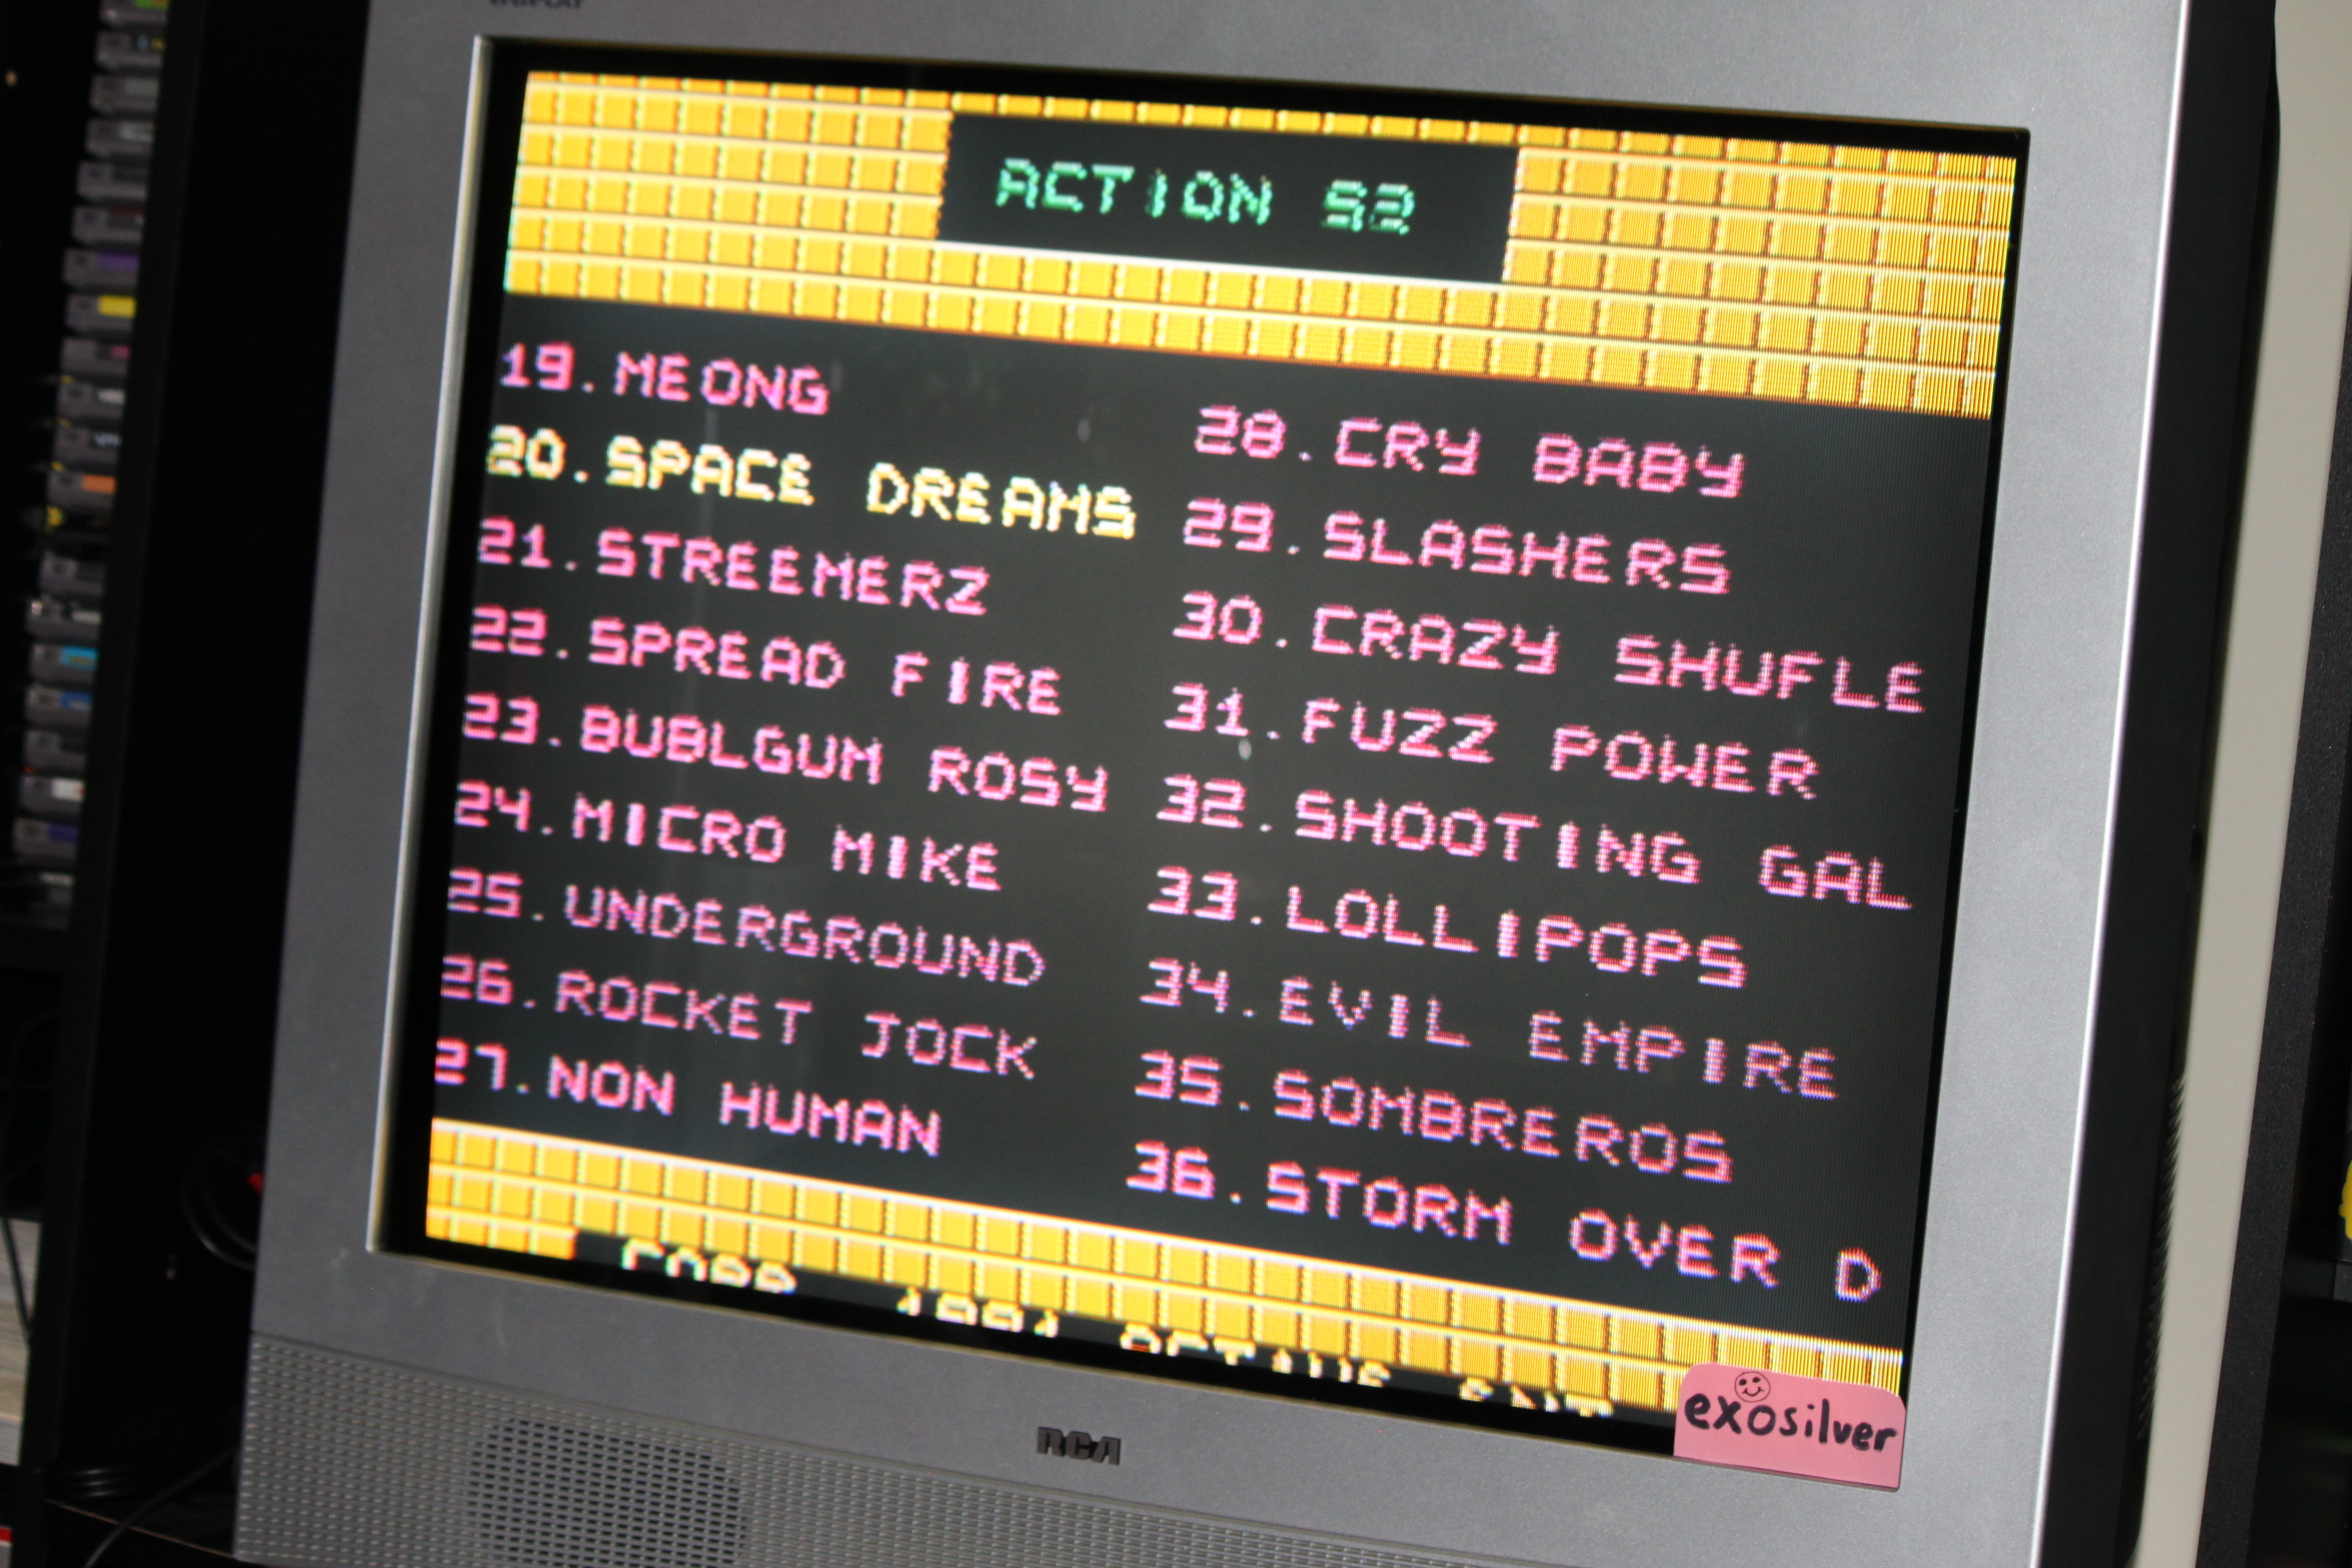 ACTION 52
19.MEONG
20.SPACE DREAMS
21.STREEMERZ
22.SPREAD FIRE
23.BUBLGUM ROSY
24.MICRO MIKE
25.UNDERGROUND
26.ROCKET JOCK
27.NON HUMAN
28.CRY BABY
29.SLASHERS
30.CRAZY SHUFLE
31.FUZZ POWER
32.SHOOTING GAL
33.LOLLIPOPS
34.EVIL EMPIRE
35.SOMBREROS
36.STORM OVER D
exosilver
RCA